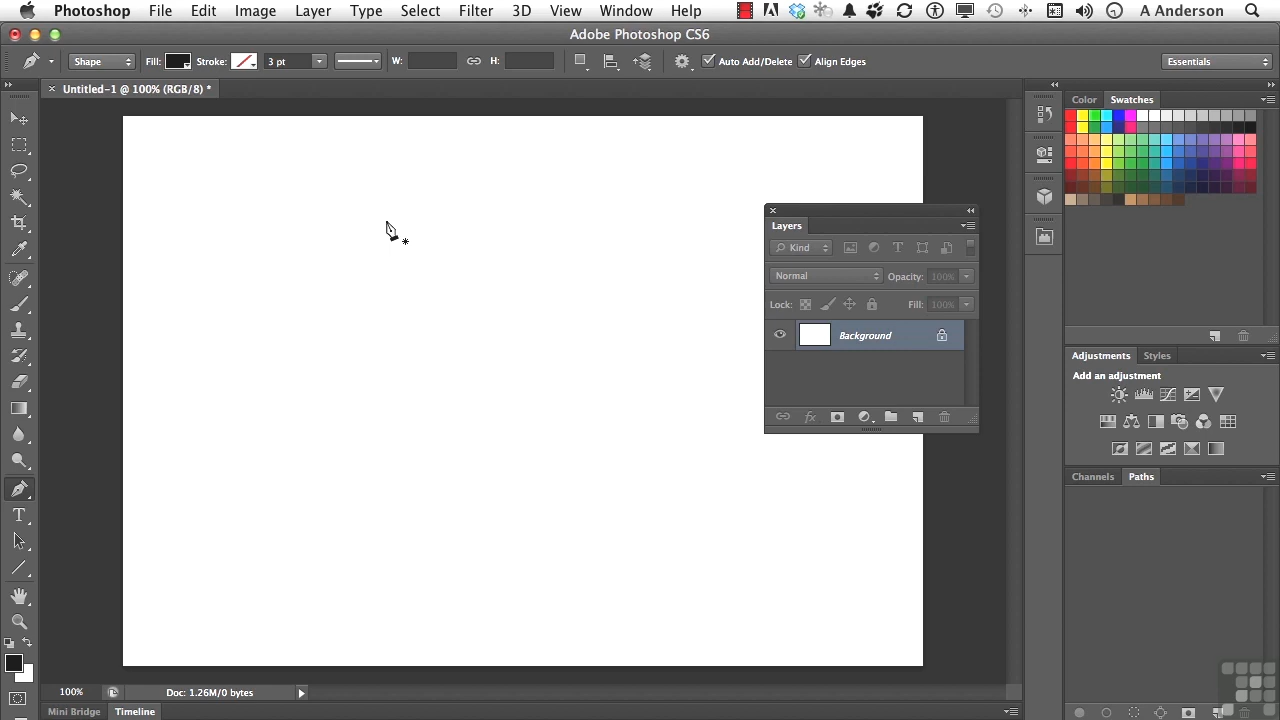 Photoshop File Edit Image Layer Type Select Filter 3D View Window Help A Anderson
Adobe Photoshop CS6
Shape Fill: Stroke: 3 pt W: H: Auto Add/Delete Align Edges Essentials
Untitled-1 @ 100% (RGB/8) *
Color Swatches
Layers
Kind
Normal Opacity: 100%
Lock: Fill: 100%
Background
fx
Adjustments Styles
Add an adjustment
Channels Paths
100% Doc: 1.26M/0 bytes
Mini Bridge Timeline